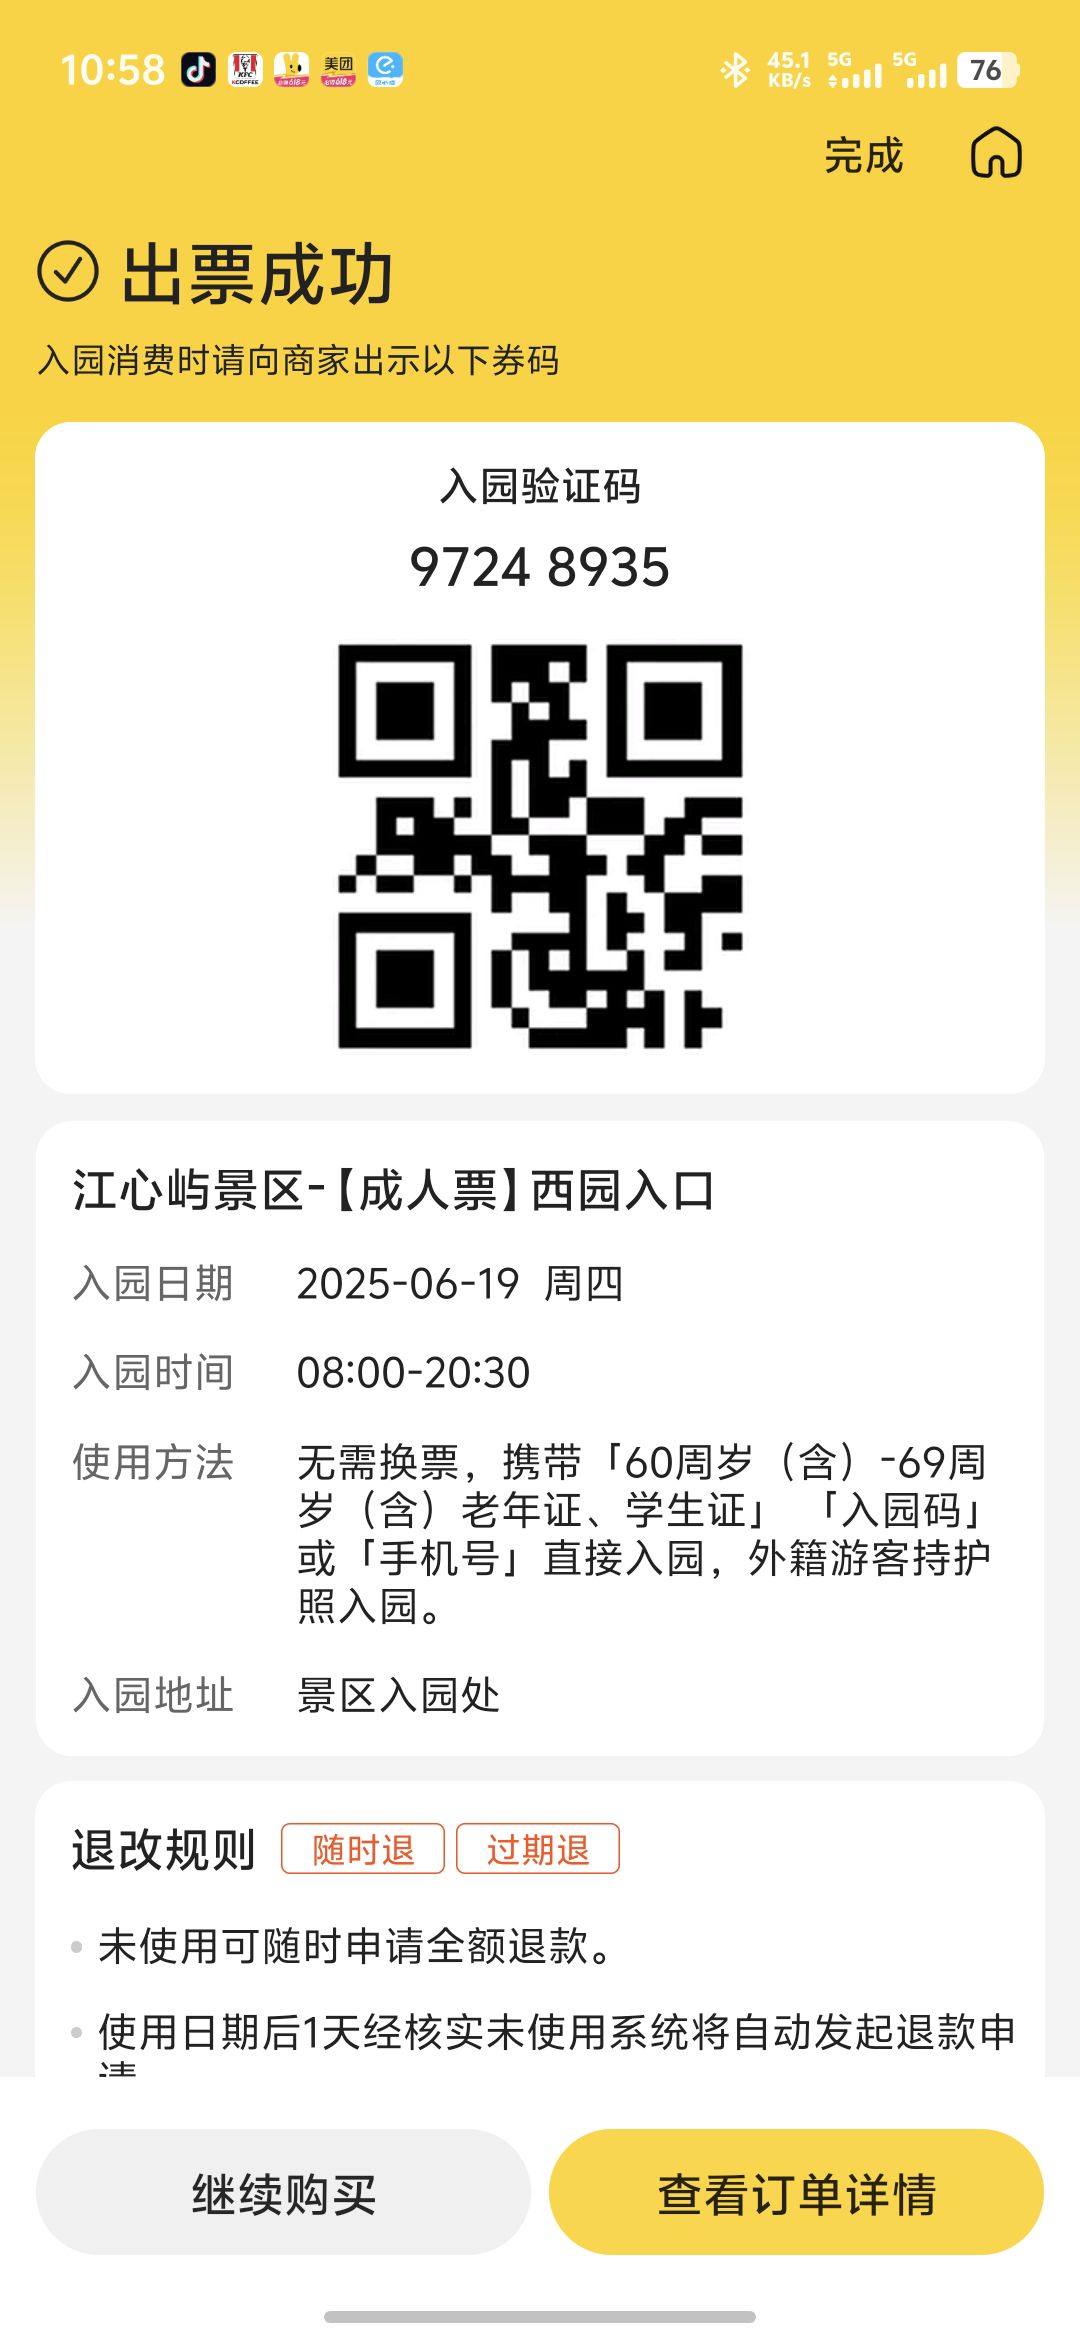 10:58
45.1
KB/s
5G
5G
76
完成
出票成功
入园消费时请向商家出示以下券码
入园验证码
9724 8935
江心屿景区-【成人票】西园入口
入园日期 2025-06-19 周四
入园时间 08:00-20:30
使用方法 无需换票，携带「60周岁（含）-69周
岁（含）老年证、学生证」 「入园码」
或「手机号」直接入园，外籍游客持护
照入园。
入园地址 景区入园处
退改规则 随时退 过期退
未使用可随时申请全额退款。
使用日期后1天经核实未使用系统将自动发起退款申
继续购买
查看订单详情